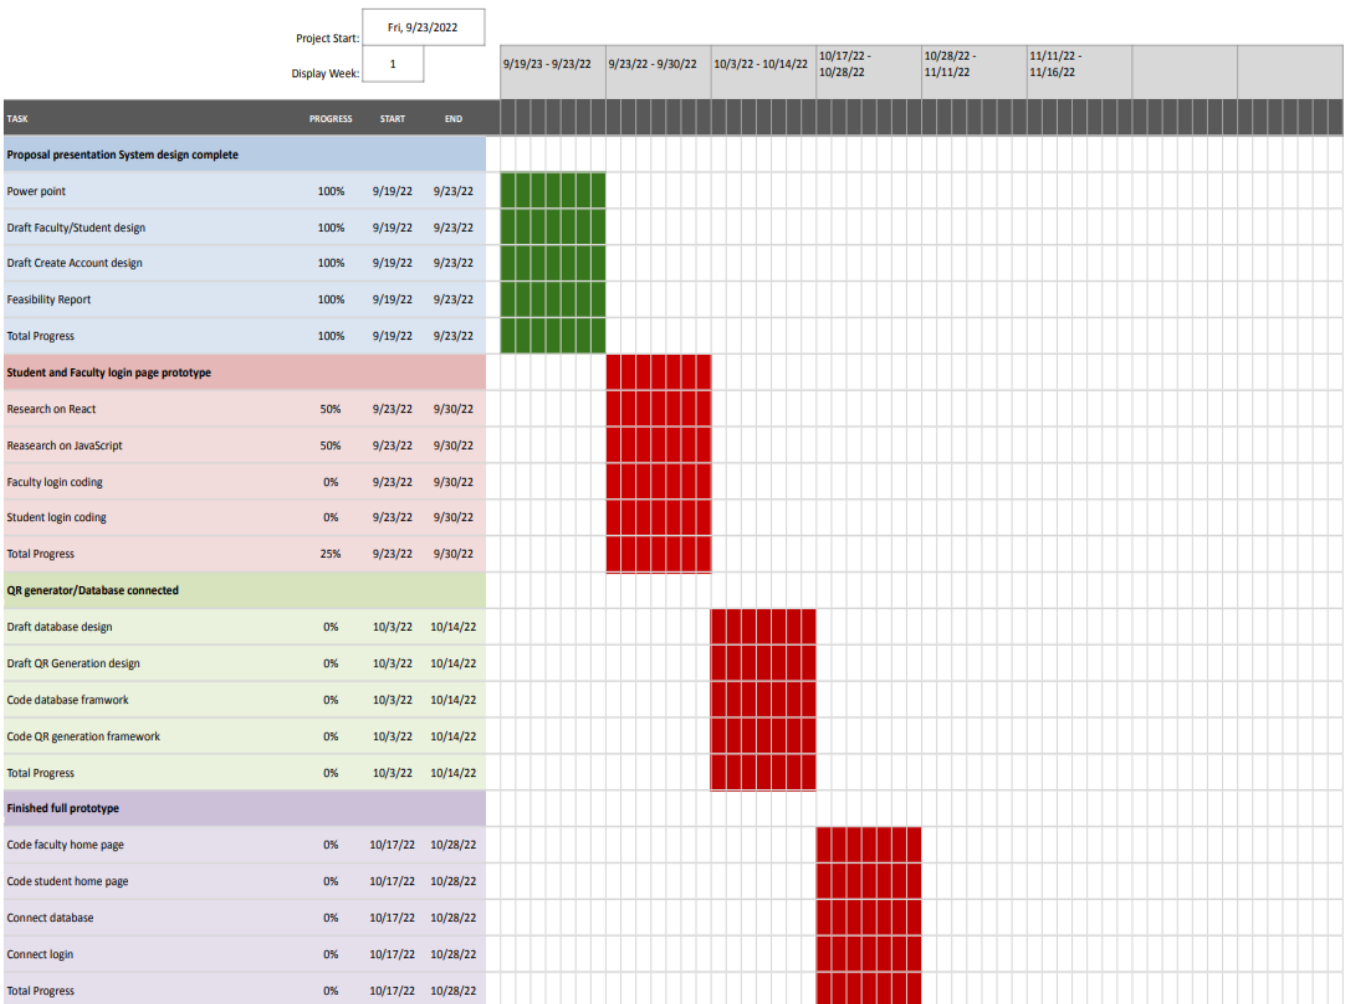 Project Start: Fri, 9/23/2022
Display Week: 1
9/19/23 - 9/23/22 9/23/22 - 9/30/22 10/3/22 - 10/14/22 10/17/22 - 10/28/22 10/28/22 - 11/11/22 11/11/22 - 11/16/22
TASK PROGRESS START END
Proposal presentation System design complete
Power point 100% 9/19/22 9/23/22
Draft Faculty/Student design 100% 9/19/22 9/23/22
Draft Create Account design 100% 9/19/22 9/23/22
Feasibility Report 100% 9/19/22 9/23/22
Total Progress 100% 9/19/22 9/23/22
Student and Faculty login page prototype
Research on React 50% 9/23/22 9/30/22
Reasearch on JavaScript 50% 9/23/22 9/30/22
Faculty login coding 0% 9/23/22 9/30/22
Student login coding 0% 9/23/22 9/30/22
Total Progress 25% 9/23/22 9/30/22
QR generator/Database connected
Draft database design 0% 10/3/22 10/14/22
Draft QR Generation design 0% 10/3/22 10/14/22
Code database framwork 0% 10/3/22 10/14/22
Code QR generation framework 0% 10/3/22 10/14/22
Total Progress 0% 10/3/22 10/14/22
Finished full prototype
Code faculty home page 0% 10/17/22 10/28/22
Code student home page 0% 10/17/22 10/28/22
Connect database 0% 10/17/22 10/28/22
Connect login 0% 10/17/22 10/28/22
Total Progress 0% 10/17/22 10/28/22